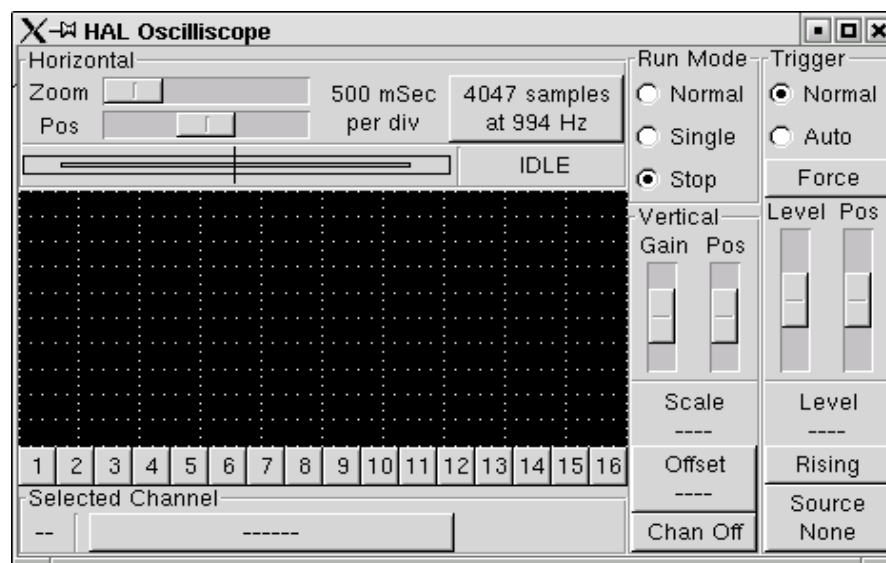 HAL Oscilliscope
Horizontal
Zoom
Pos
500 mSec
per div
4047 samples
at 994 Hz
IDLE
Run Mode
Normal
Single
Stop
Trigger
Normal
Auto
Force
Vertical
Gain Pos
Level Pos
Scale
----
Level
----
1 2 3 4 5 6 7 8 9 10 11 12 13 14 15 16
Offset
----
Rising
Selected Channel
--
------
Chan Off
Source
None